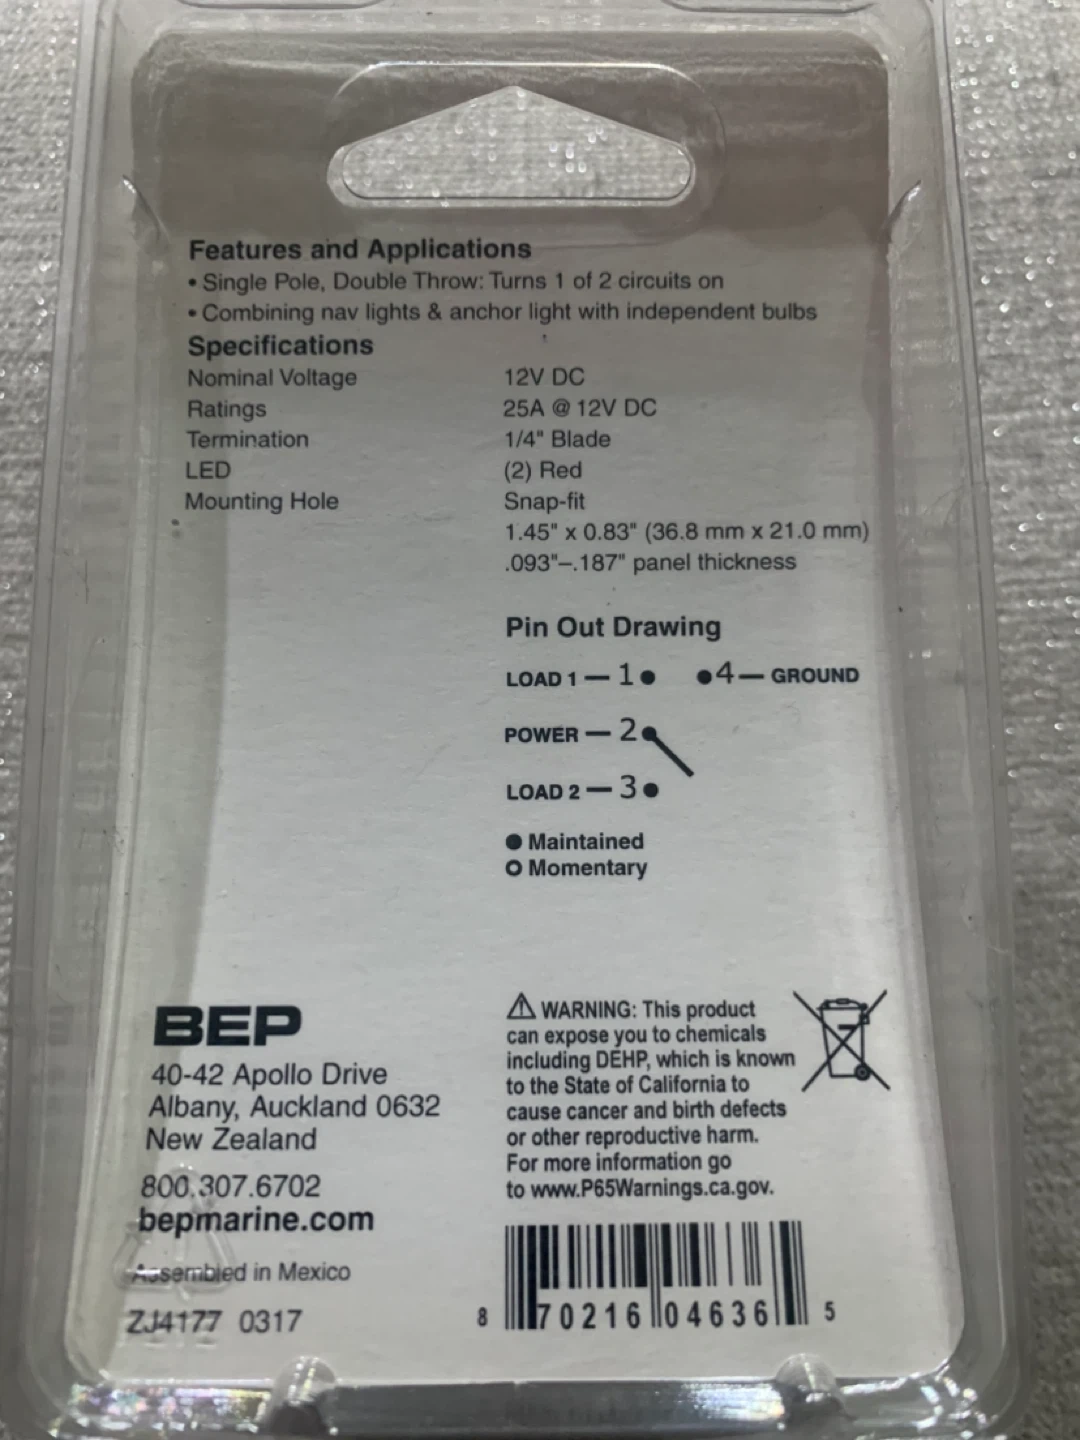 Features and Applications
• Single Pole, Double Throw: Turns 1 of 2 circuits on
• Combining nav lights & anchor light with independent bulbs
Specifications
Nominal Voltage 12V DC
Ratings 25A @ 12V DC
Termination 1/4" Blade
LED (2) Red
Mounting Hole Snap-fit
1.45" x 0.83" (36.8 mm x 21.0 mm)
.093"–.187" panel thickness
Pin Out Drawing
LOAD 1 — 1● ●4 — GROUND
POWER — 2●
LOAD 2 — 3●
● Maintained
○ Momentary
BEP
40-42 Apollo Drive
Albany, Auckland 0632
New Zealand
800.307.6702
bepmarine.com
Assembled in Mexico
ZJ4177 0317
⚠ WARNING: This product
can expose you to chemicals
including DEHP, which is known
to the State of California to
cause cancer and birth defects
or other reproductive harm.
For more information go
to www.P65Warnings.ca.gov.
8 70216 04636 5